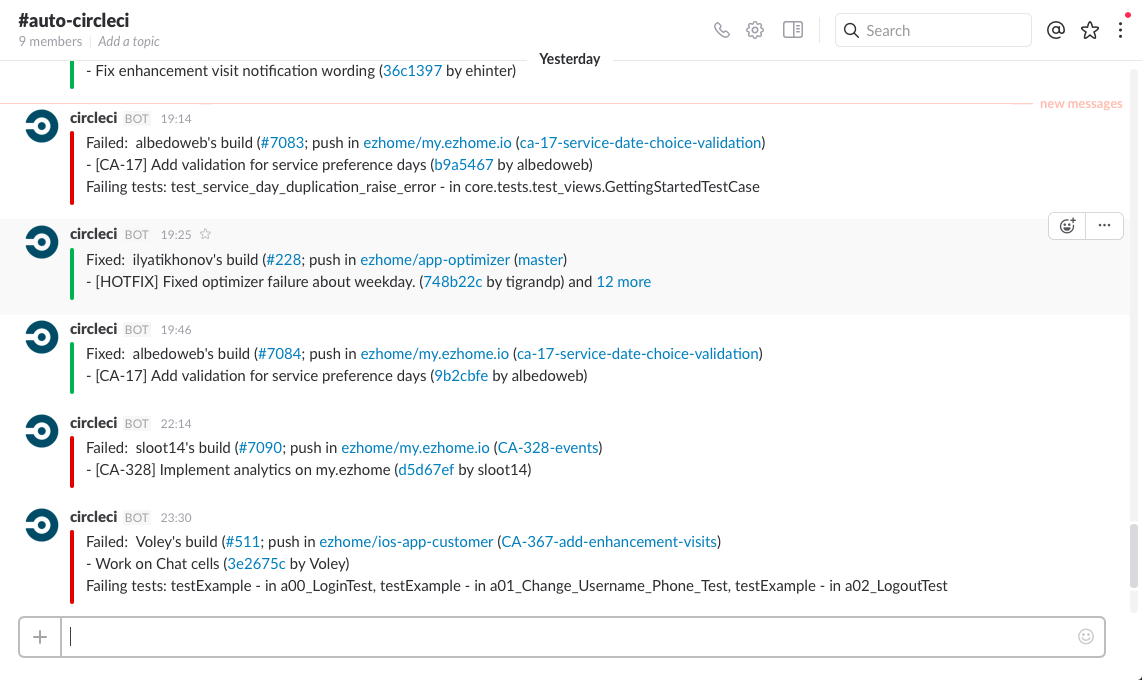 #auto-circleci
9 members | Add a topic
Search
Yesterday
- Fix enhancement visit notification wording (36c1397 by ehinter)
new messages
circleci BOT 19:14
Failed: albedoweb's build (#7083; push in ezhome/my.ezhome.io (ca-17-service-date-choice-validation)
- [CA-17] Add validation for service preference days (b9a5467 by albedoweb)
Failing tests: test_service_day_duplication_raise_error - in core.tests.test_views.GettingStartedTestCase
circleci BOT 19:25
Fixed: ilyatikhonov's build (#228; push in ezhome/app-optimizer (master)
- [HOTFIX] Fixed optimizer failure about weekday. (748b22c by tigrandp) and 12 more
circleci BOT 19:46
Fixed: albedoweb's build (#7084; push in ezhome/my.ezhome.io (ca-17-service-date-choice-validation)
- [CA-17] Add validation for service preference days (9b2cbfe by albedoweb)
circleci BOT 22:14
Failed: sloot14's build (#7090; push in ezhome/my.ezhome.io (CA-328-events)
- [CA-328] Implement analytics on my.ezhome (d5d67ef by sloot14)
circleci BOT 23:30
Failed: Voley's build (#511; push in ezhome/ios-app-customer (CA-367-add-enhancement-visits)
- Work on Chat cells (3e2675c by Voley)
Failing tests: testExample - in a00_LoginTest, testExample - in a01_Change_Username_Phone_Test, testExample - in a02_LogoutTest